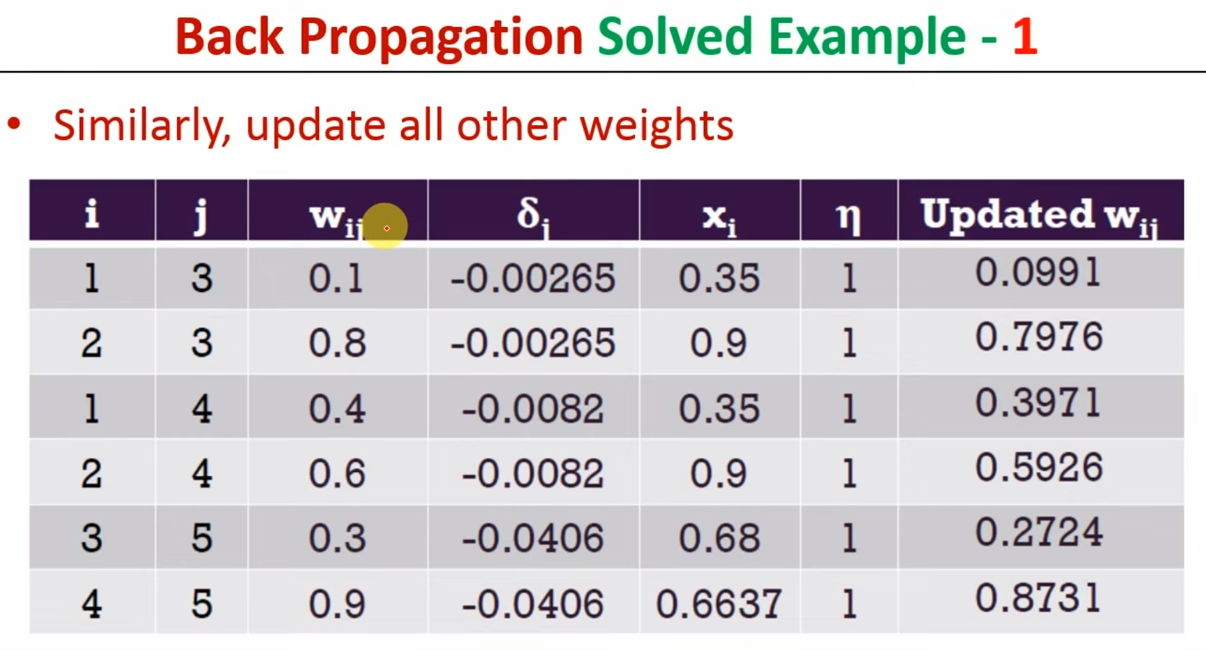 Back Propagation Solved Example - 1
• Similarly, update all other weights
i j wij δj xi η Updated wij
1 3 0.1 -0.00265 0.35 1 0.0991
2 3 0.8 -0.00265 0.9 1 0.7976
1 4 0.4 -0.0082 0.35 1 0.3971
2 4 0.6 -0.0082 0.9 1 0.5926
3 5 0.3 -0.0406 0.68 1 0.2724
4 5 0.9 -0.0406 0.6637 1 0.8731